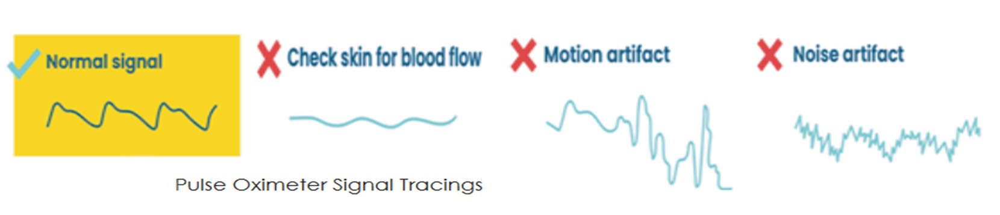 Normal signal
Check skin for blood flow
Motion artifact
Noise artifact
Pulse Oximeter Signal Tracings